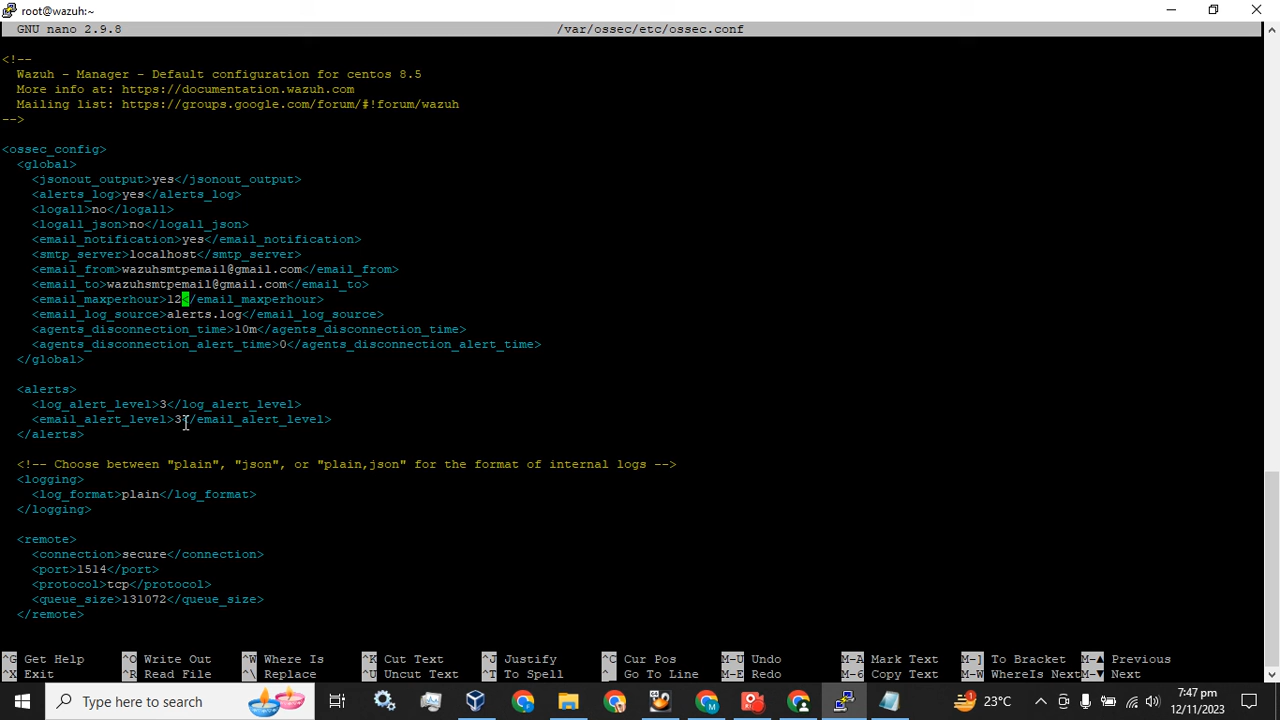 root@wazuh:~
GNU nano 2.9.8 /var/ossec/etc/ossec.conf
<!--
Wazuh - Manager - Default configuration for centos 8.5
More info at: https://documentation.wazuh.com
Mailing list: https://groups.google.com/forum/#!forum/wazuh
-->
<ossec_config>
<global>
<jsonout_output>yes</jsonout_output>
<alerts_log>yes</alerts_log>
<logall>no</logall>
<logall_json>no</logall_json>
<email_notification>yes</email_notification>
<smtp_server>localhost</smtp_server>
<email_from>wazuhsmtpemail@gmail.com</email_from>
<email_to>wazuhsmtpemail@gmail.com</email_to>
<email_maxperhour>12</email_maxperhour>
<email_log_source>alerts.log</email_log_source>
<agents_disconnection_time>10m</agents_disconnection_time>
<agents_disconnection_alert_time>0</agents_disconnection_alert_time>
</global>
<alerts>
<log_alert_level>3</log_alert_level>
<email_alert_level>3</email_alert_level>
</alerts>
<!-- Choose between "plain", "json", or "plain,json" for the format of internal logs -->
<logging>
<log_format>plain</log_format>
</logging>
<remote>
<connection>secure</connection>
<port>1514</port>
<protocol>tcp</protocol>
<queue_size>131072</queue_size>
</remote>
^G Get Help ^O Write Out ^W Where Is ^K Cut Text ^J Justify ^C Cur Pos M-U Undo M-A Mark Text M-] To Bracket M-▲ Previous
^X Exit ^R Read File ^\ Replace ^U Uncut Text ^T To Spell ^_ Go To Line M-E Redo M-6 Copy Text M-W WhereIs Next M-▼ Next
Type here to search 23°C 7:47 pm
12/11/2023